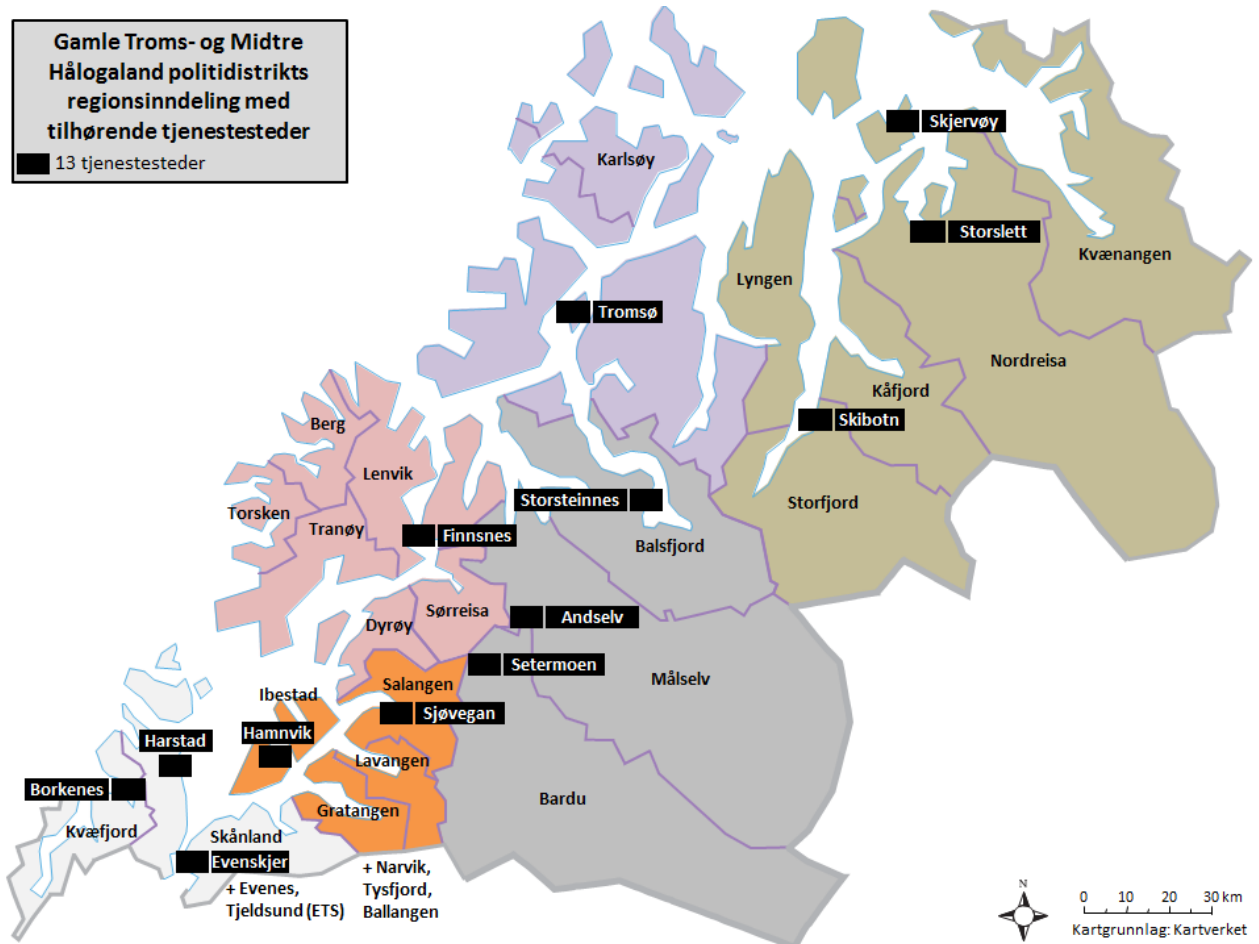 Gamle Troms- og Midtre
Hålogaland politidistrikts
regionsinndeling med
tilhørende tjenestesteder
13 tjenestesteder
Skjervøy
Karlsøy
Storslett
Kvænangen
Lyngen
Tromsø
Nordreisa
Kåfjord
Skibotn
Berg
Lenvik
Storsteinnes
Storfjord
Torsken
Tranøy
Finnsnes
Balsfjord
Sørreisa
Andselv
Dyrøy
Setermoen
Målselv
Salangen
Ibestad
Sjøvegan
Hamnvik
Harstad
Lavangen
Borkenes
Bardu
Gratangen
Kvæfjord
Skånland
Evenskjer
+ Evenes,
Tjeldsund (ETS)
+ Narvik,
Tysfjord,
Ballangen
N
0 10 20 30 km
Kartgrunnlag: Kartverket